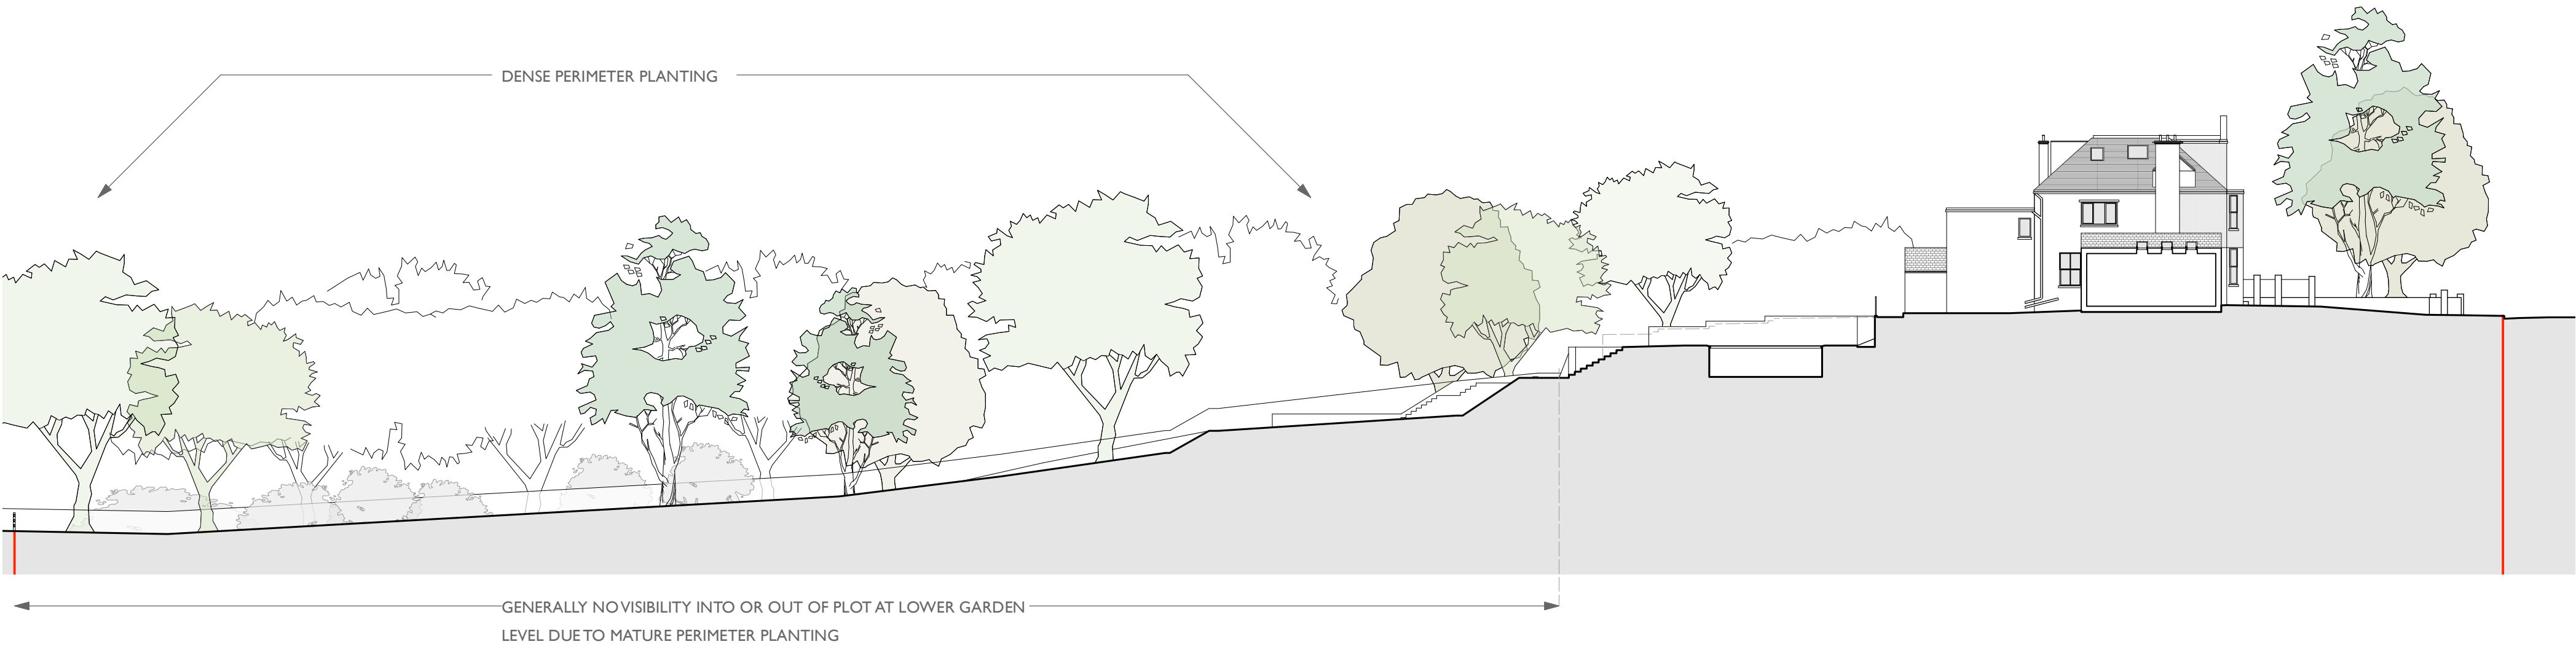 DENSE PERIMETER PLANTING
GENERALLY NO VISIBILITY INTO OR OUT OF PLOT AT LOWER GARDEN
LEVEL DUE TO MATURE PERIMETER PLANTING